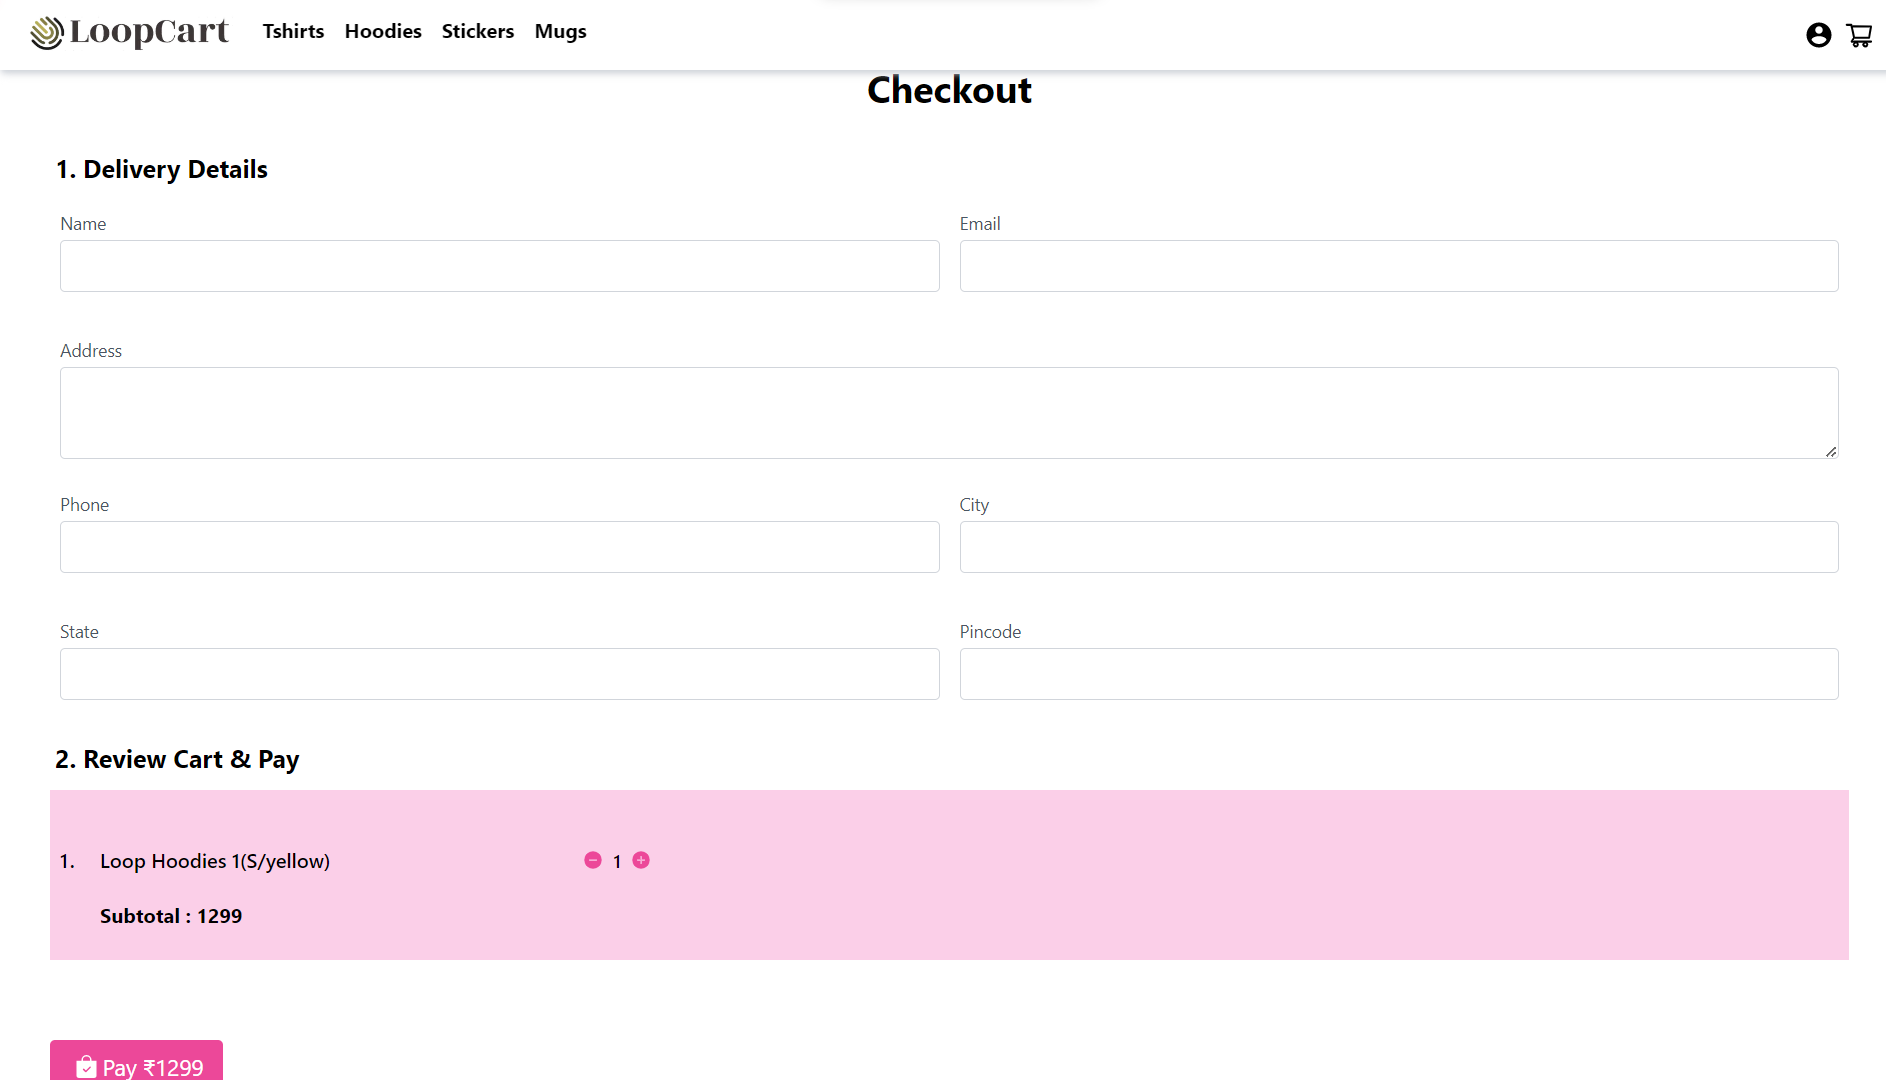 LoopCart Tshirts Hoodies Stickers Mugs
Checkout
1. Delivery Details
Name Email
Address
Phone City
State Pincode
2. Review Cart & Pay
1. Loop Hoodies 1(S/yellow) 1
Subtotal : 1299
Pay ₹1299